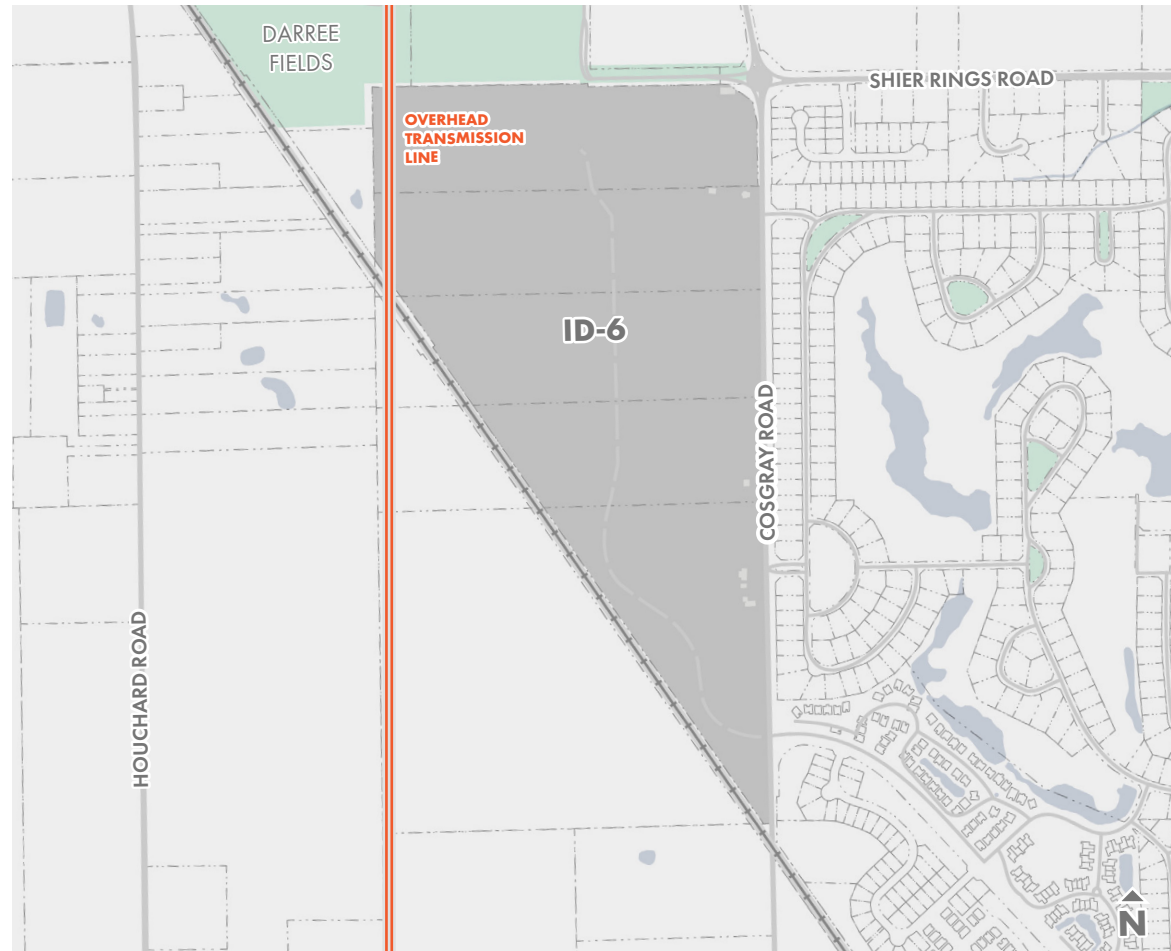 DARREE
FIELDS
SHIER RINGS ROAD
OVERHEAD
TRANSMISSION
LINE
ID-6
COSGRAY ROAD
HOUCHARD ROAD
N